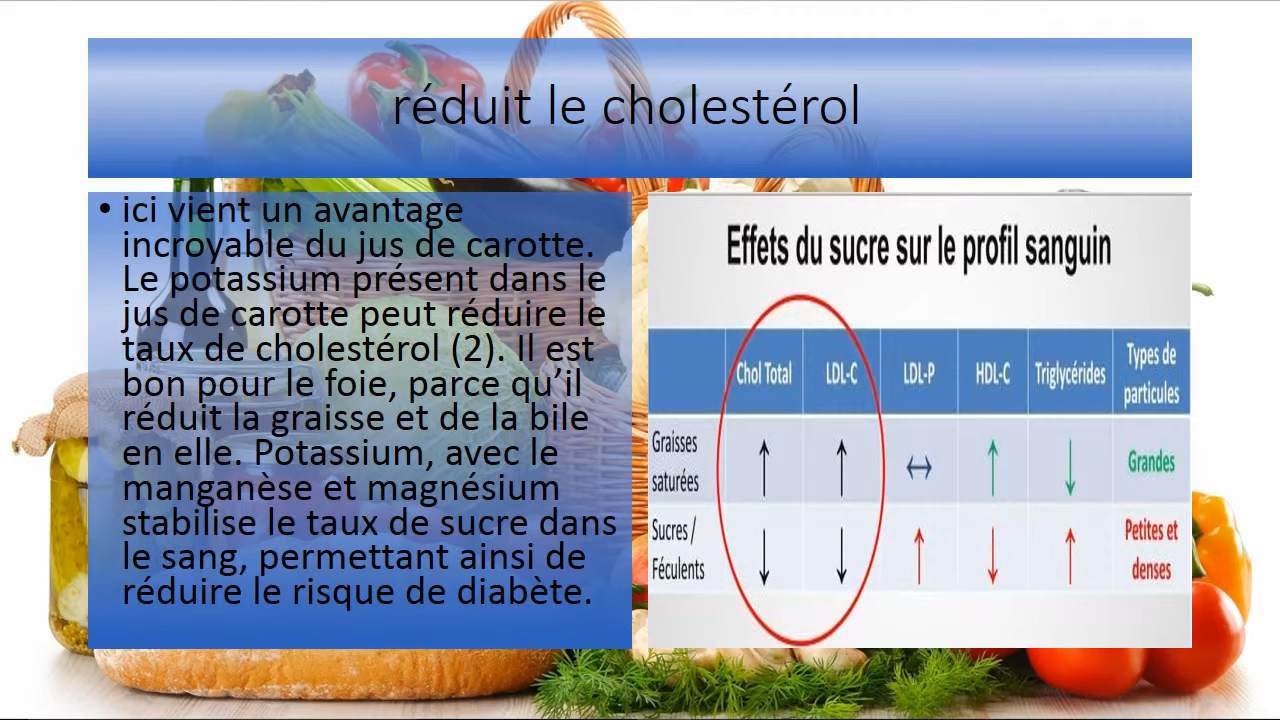 réduit le cholestérol
• ici vient un avantage
incroyable du jus de carotte.
Le potassium présent dans le
jus de carotte peut réduire le
taux de cholestérol (2). Il est
bon pour le foie, parce qu’il
réduit la graisse et de la bile
en elle. Potassium, avec le
manganèse et magnésium
stabilise le taux de sucre dans
le sang, permettant ainsi de
réduire le risque de diabète.
Effets du sucre sur le profil sanguin
Chol Total LDL-C LDL-P HDL-C Triglycérides Types de
particules
Graisses
saturées ↑ ↑ ↔ ↑ ↓ Grandes
Sucres /
Féculents ↓ ↓ ↑ ↓ ↑ Petites et
denses